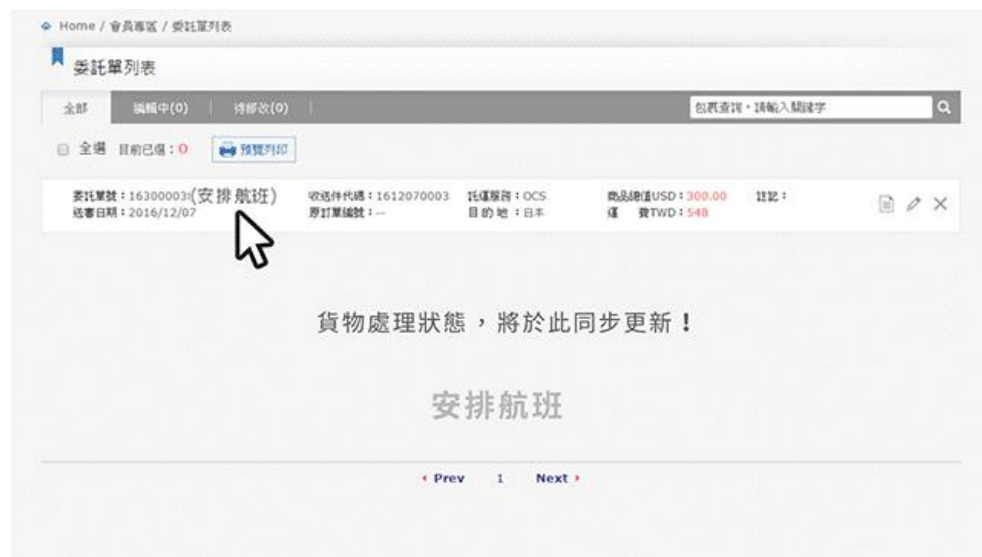 Home / 會員專區 / 委託單列表
委託單列表
全部 編輯中(0) | 待修改(0) | 包裹查詢,請輸入關鍵字
全選 目前已選:0 預覽列印
委託單號:16300003(安排航班) 收送件代碼:1612070003 託運服務:OCS 商品總值USD:300.00 註記:
送書日期:2016/12/07 原訂單編號:-- 目的地:日本 運 費TWD:548
貨物處理狀態,將於此同步更新!
安排航班
‹ Prev 1 Next ›